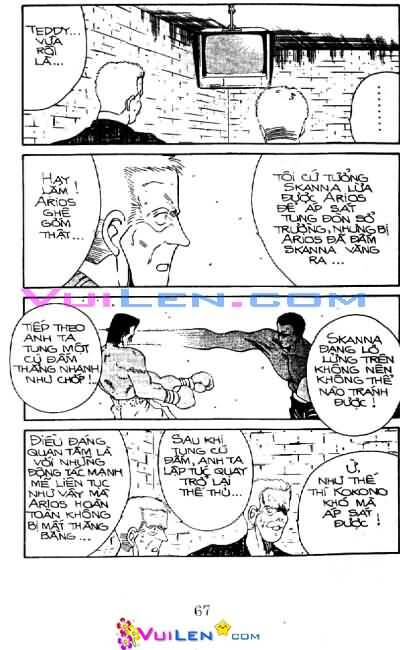 TEDDY...
VỪA
RỒI
LÀ...
.......
HAY
LẮM!
ARIOS
GHÊ
GỚM
THẬT...
TÔI CỨ TƯỞNG
SKANNA LỪA
ĐƯỢC ARIOS
ĐỂ ÁP SÁT
TUNG ĐÒN SỞ
TRƯỜNG, NHƯNG BỊ
ARIOS ĐÃ ĐẤM
SKANNA VĂNG
RA...
VUILEN.COM
TIẾP THEO
ANH TA
TUNG MỘT
CÚ ĐẤM
THẲNG NHANH
NHƯ CHỚP!
SKANNA
ĐANG LƠ
LỬNG TRÊN
KHÔNG NÊN
KHÔNG THỂ
NÀO TRÁNH
ĐƯỢC!
ĐIỀU ĐÁNG
QUAN TÂM LÀ
VỚI NHỮNG
ĐỘNG TÁC MẠNH
MẼ LIÊN TỤC
NHƯ VẬY MÀ
ARIOS HOÀN
TOÀN KHÔNG
BỊ MẤT THĂNG
BẰNG...
SAU KHI
TUNG CÚ
ĐẤM, ANH TA
LẬP TỨC QUAY
TRỞ LẠI
THẾ THỦ...
Ừ,
NHƯ THẾ
THÌ KOKONO
KHÓ MÀ
ÁP SÁT
ĐƯỢC!
67
VUILEN.COM